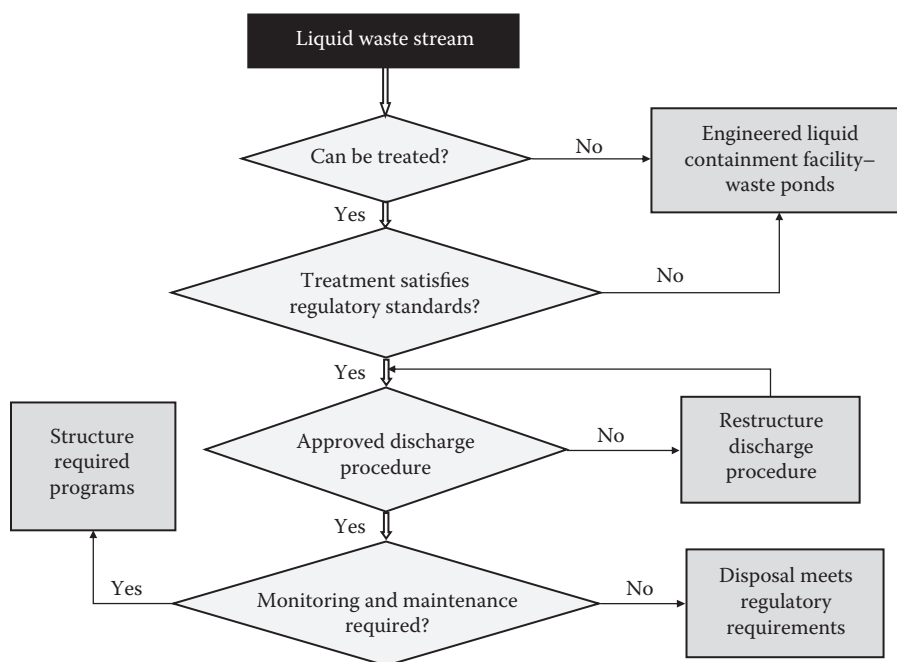 Liquid waste stream
Can be treated?
No
Engineered liquid
containment facility–
waste ponds
Yes
Treatment satisfies
regulatory standards?
No
Yes
Approved discharge
procedure
No
Restructure
discharge
procedure
Structure
required
programs
Yes
Monitoring and maintenance
required?
Yes
No
Disposal meets
regulatory
requirements